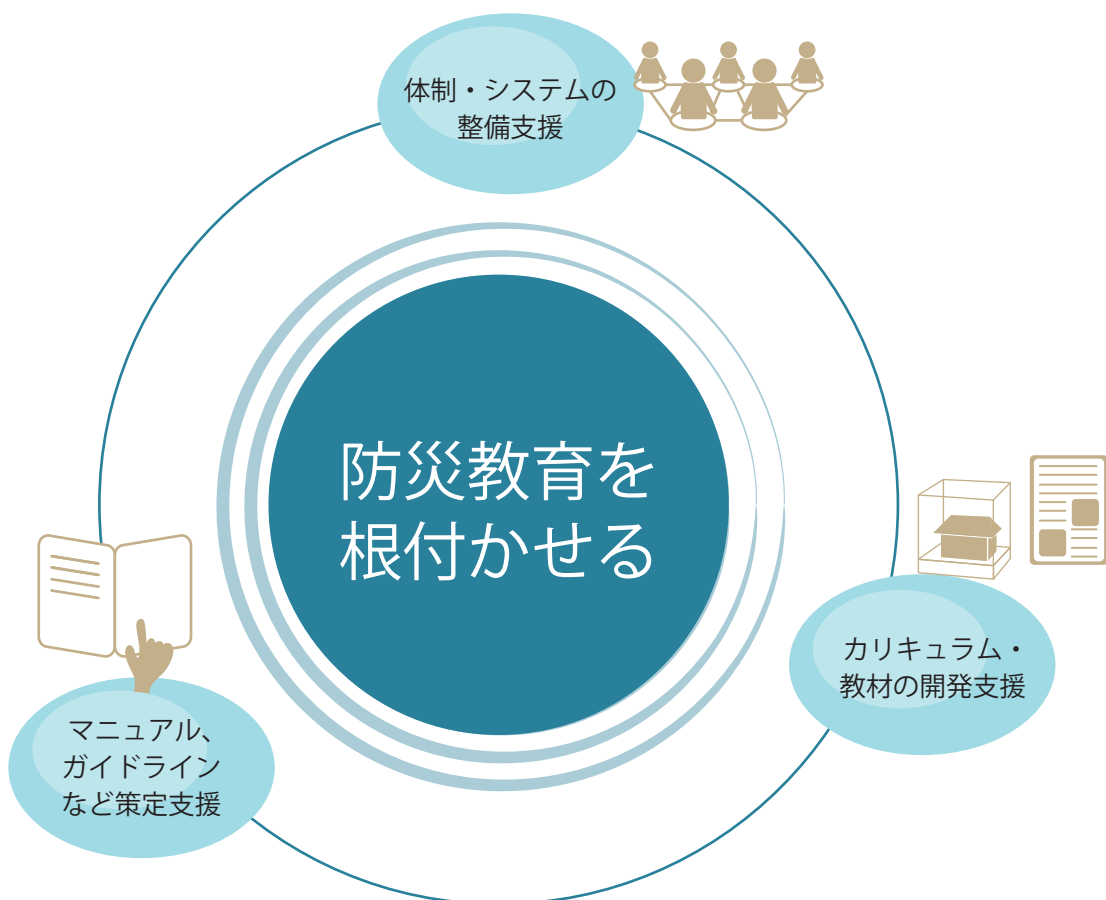 体制・システムの
整備支援
防災教育を
根付かせる
カリキュラム・
教材の開発支援
マニュアル、
ガイドライン
など策定支援